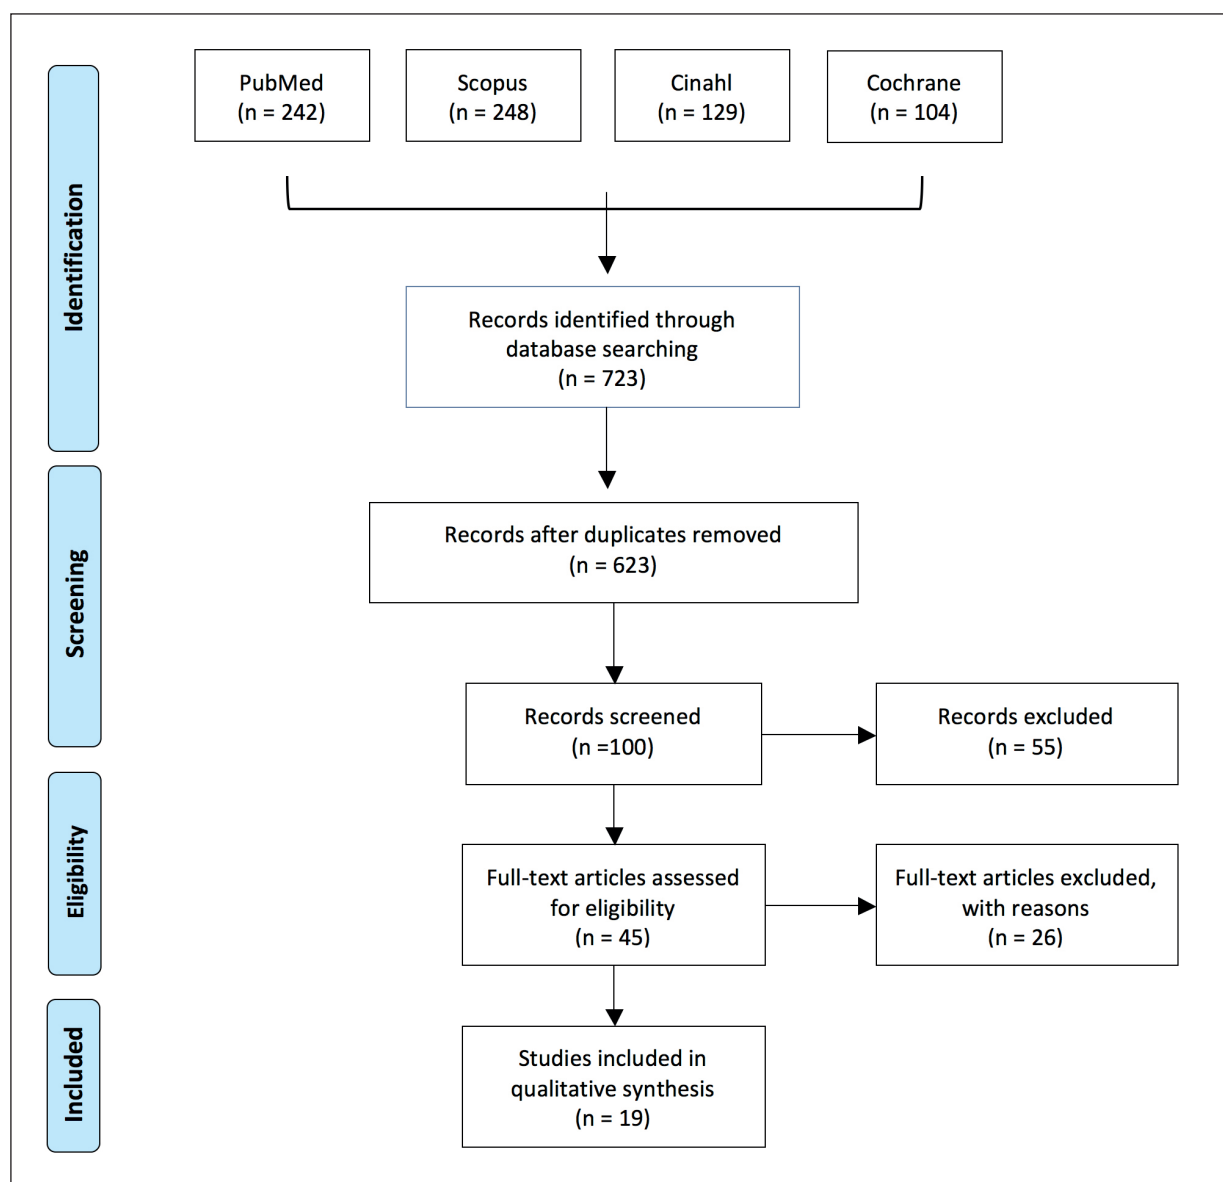 Identification
PubMed
(n = 242)
Scopus
(n = 248)
Cinahl
(n = 129)
Cochrane
(n = 104)
Records identified through
database searching
(n = 723)
Screening
Records after duplicates removed
(n = 623)
Records screened
(n =100)
Records excluded
(n = 55)
Eligibility
Full-text articles assessed
for eligibility
(n = 45)
Full-text articles excluded,
with reasons
(n = 26)
Included
Studies included in
qualitative synthesis
(n = 19)